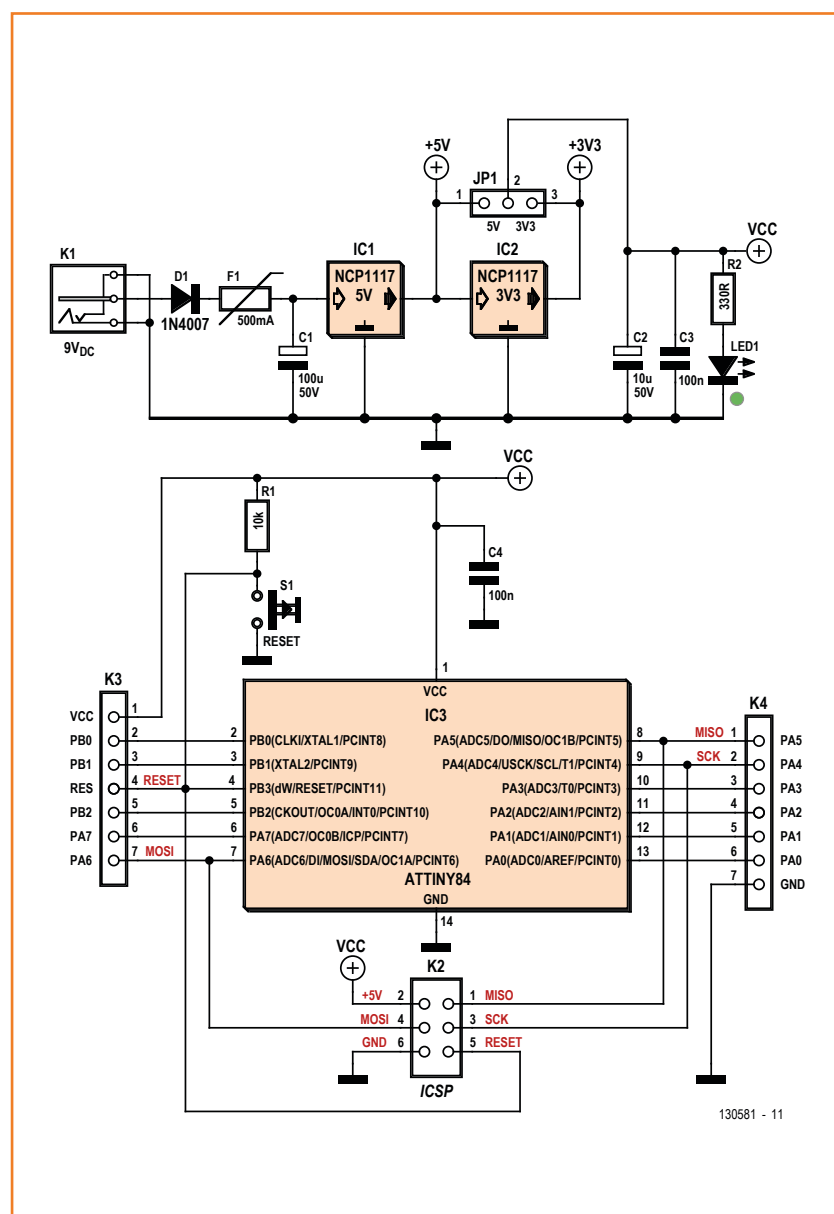 +5V
+3V3
JP1
1
2
3
5V
3V3
VCC
K1
D1
F1
IC1
IC2
R2
330R
NCP1117
5V
NCP1117
3V3
1N4007
500mA
9VDC
C1
100u
50V
C2
10u
50V
C3
100n
LED1
VCC
R1
10k
C4
100n
S1
RESET
1
VCC
K3
IC3
K4
VCC 1
PB0 2
2 PB0(CLKI/XTAL1/PCINT8)
PA5(ADC5/DO/MISO/OC1B/PCINT5) 8
MISO 1 PA5
PB1 3
3 PB1(XTAL2/PCINT9)
PA4(ADC4/USCK/SCL/T1/PCINT4) 9
SCK 2 PA4
RES 4 RESET
4 PB3(dW/RESET/PCINT11)
PA3(ADC3/T0/PCINT3) 10
3 PA3
PB2 5
5 PB2(CKOUT/OC0A/INT0/PCINT10)
PA2(ADC2/AIN1/PCINT2) 11
4 PA2
PA7 6
6 PA7(ADC7/OC0B/ICP/PCINT7)
PA1(ADC1/AIN0/PCINT1) 12
5 PA1
PA6 7 MOSI
7 PA6(ADC6/DI/MOSI/SDA/OC1A/PCINT6)
PA0(ADC0/AREF/PCINT0) 13
6 PA0
ATTINY84
7 GND
GND
14
VCC
K2
+5V 2
1 MISO
MOSI 4
3 SCK
GND 6
5 RESET
ICSP
130581 - 11